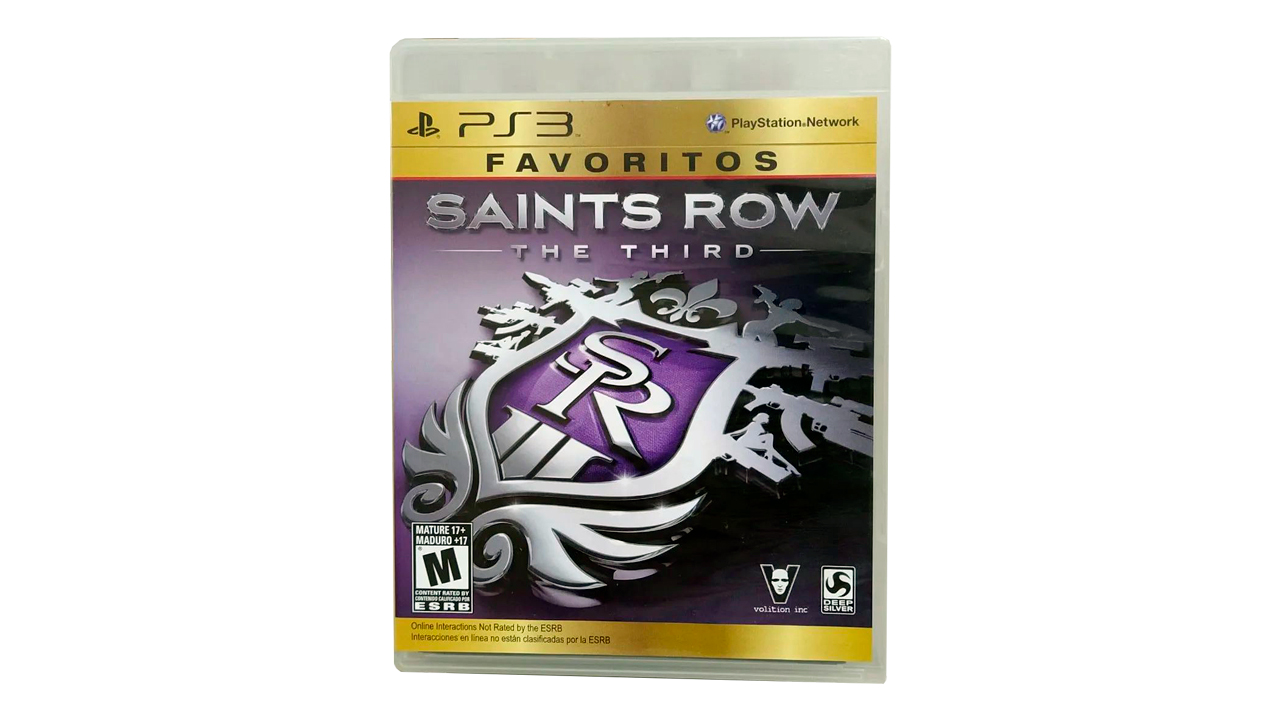 PS3
PlayStation®Network
FAVORITOS
SAINTS ROW
THE THIRD
SR
MATURE 17+
MADURO +17
M
CONTENT RATED BY
CONTENIDO CALIFICADO POR
ESRB
volition inc
DEEP
SILVER
Online Interactions Not Rated by the ESRB
Interacciones en línea no están clasificadas por la ESRB